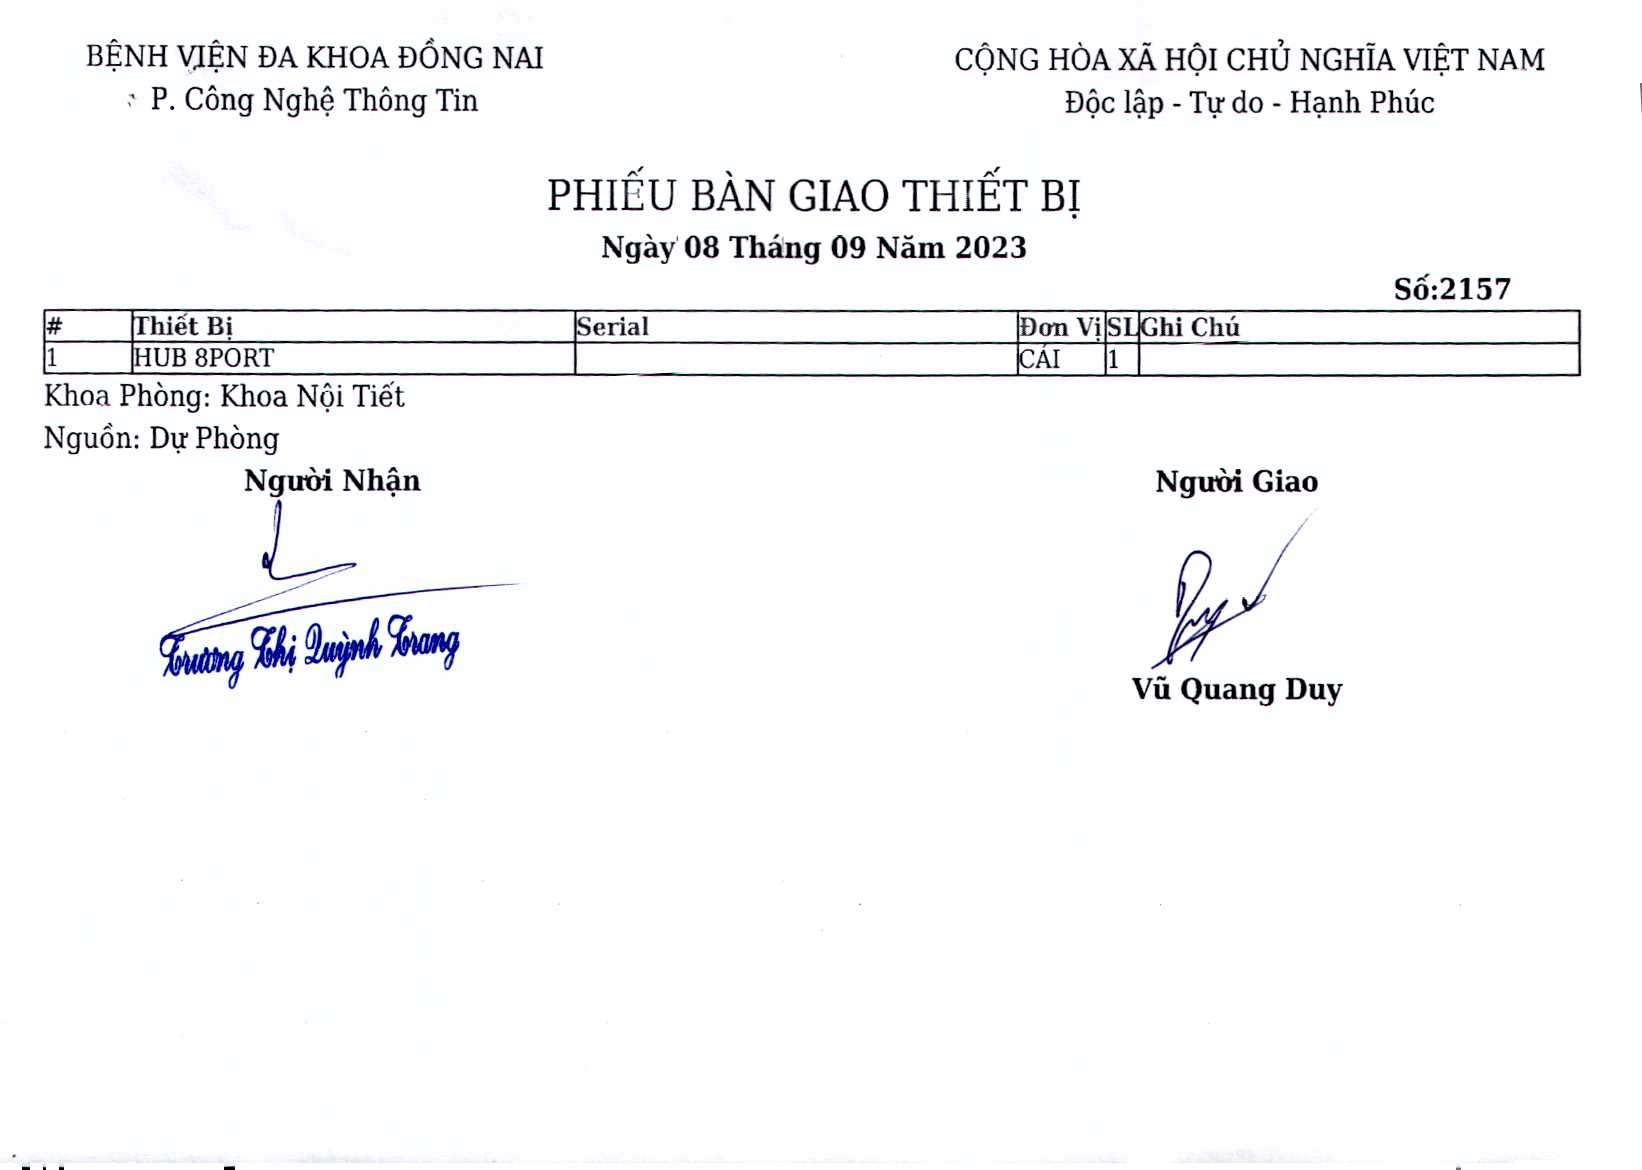 BỆNH VIỆN ĐA KHOA ĐỒNG NAI
P. Công Nghệ Thông Tin
CỘNG HÒA XÃ HỘI CHỦ NGHĨA VIỆT NAM
Độc lập - Tự do - Hạnh Phúc
PHIẾU BÀN GIAO THIẾT BỊ
Ngày 08 Tháng 09 Năm 2023
Số:2157
# Thiết Bị Serial Đơn Vị SL Ghi Chú
1 HUB 8PORT CÁI 1
Khoa Phòng: Khoa Nội Tiết
Nguồn: Dự Phòng
Người Nhận Người Giao
Trương Thị Quỳnh Trang
Vũ Quang Duy